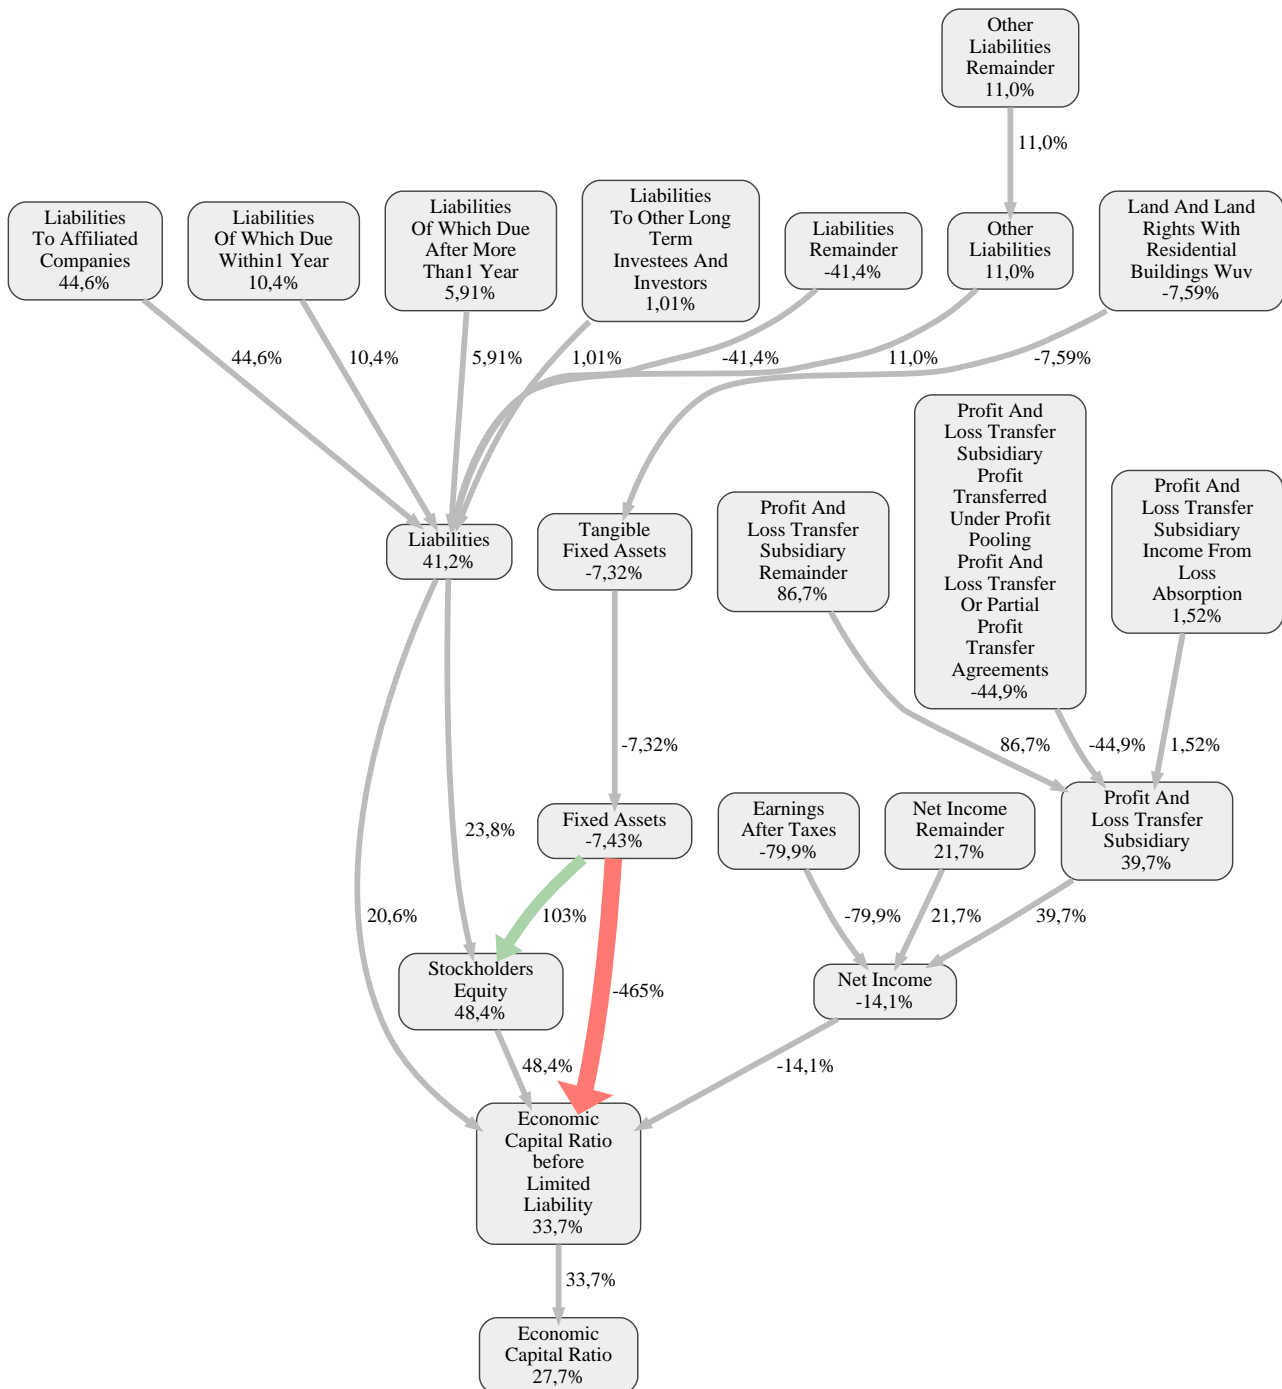 Other
Liabilities
Remainder
11,0%
11,0%
Liabilities
To Affiliated
Companies
44,6%
Liabilities
Of Which Due
Within1 Year
10,4%
Liabilities
Of Which Due
After More
Than1 Year
5,91%
Liabilities
To Other Long
Term
Investees And
Investors
1,01%
Liabilities
Remainder
-41,4%
Other
Liabilities
11,0%
Land And Land
Rights With
Residential
Buildings Wuv
-7,59%
44,6%
10,4%
5,91%
1,01%
-41,4%
11,0%
-7,59%
Profit And
Loss Transfer
Subsidiary
Profit
Transferred
Under Profit
Pooling
Profit And
Loss Transfer
Or Partial
Profit
Transfer
Agreements
-44,9%
Profit And
Loss Transfer
Subsidiary
Income From
Loss
Absorption
1,52%
Profit And
Loss Transfer
Subsidiary
Remainder
86,7%
Liabilities
41,2%
Tangible
Fixed Assets
-7,32%
-7,32%
86,7%
-44,9%
1,52%
Fixed Assets
-7,43%
Earnings
After Taxes
-79,9%
Net Income
Remainder
21,7%
Profit And
Loss Transfer
Subsidiary
39,7%
23,8%
20,6%
103%
-79,9%
21,7%
39,7%
Stockholders
Equity
48,4%
-465%
Net Income
-14,1%
48,4%
-14,1%
Economic
Capital Ratio
before
Limited
Liability
33,7%
33,7%
Economic
Capital Ratio
27,7%